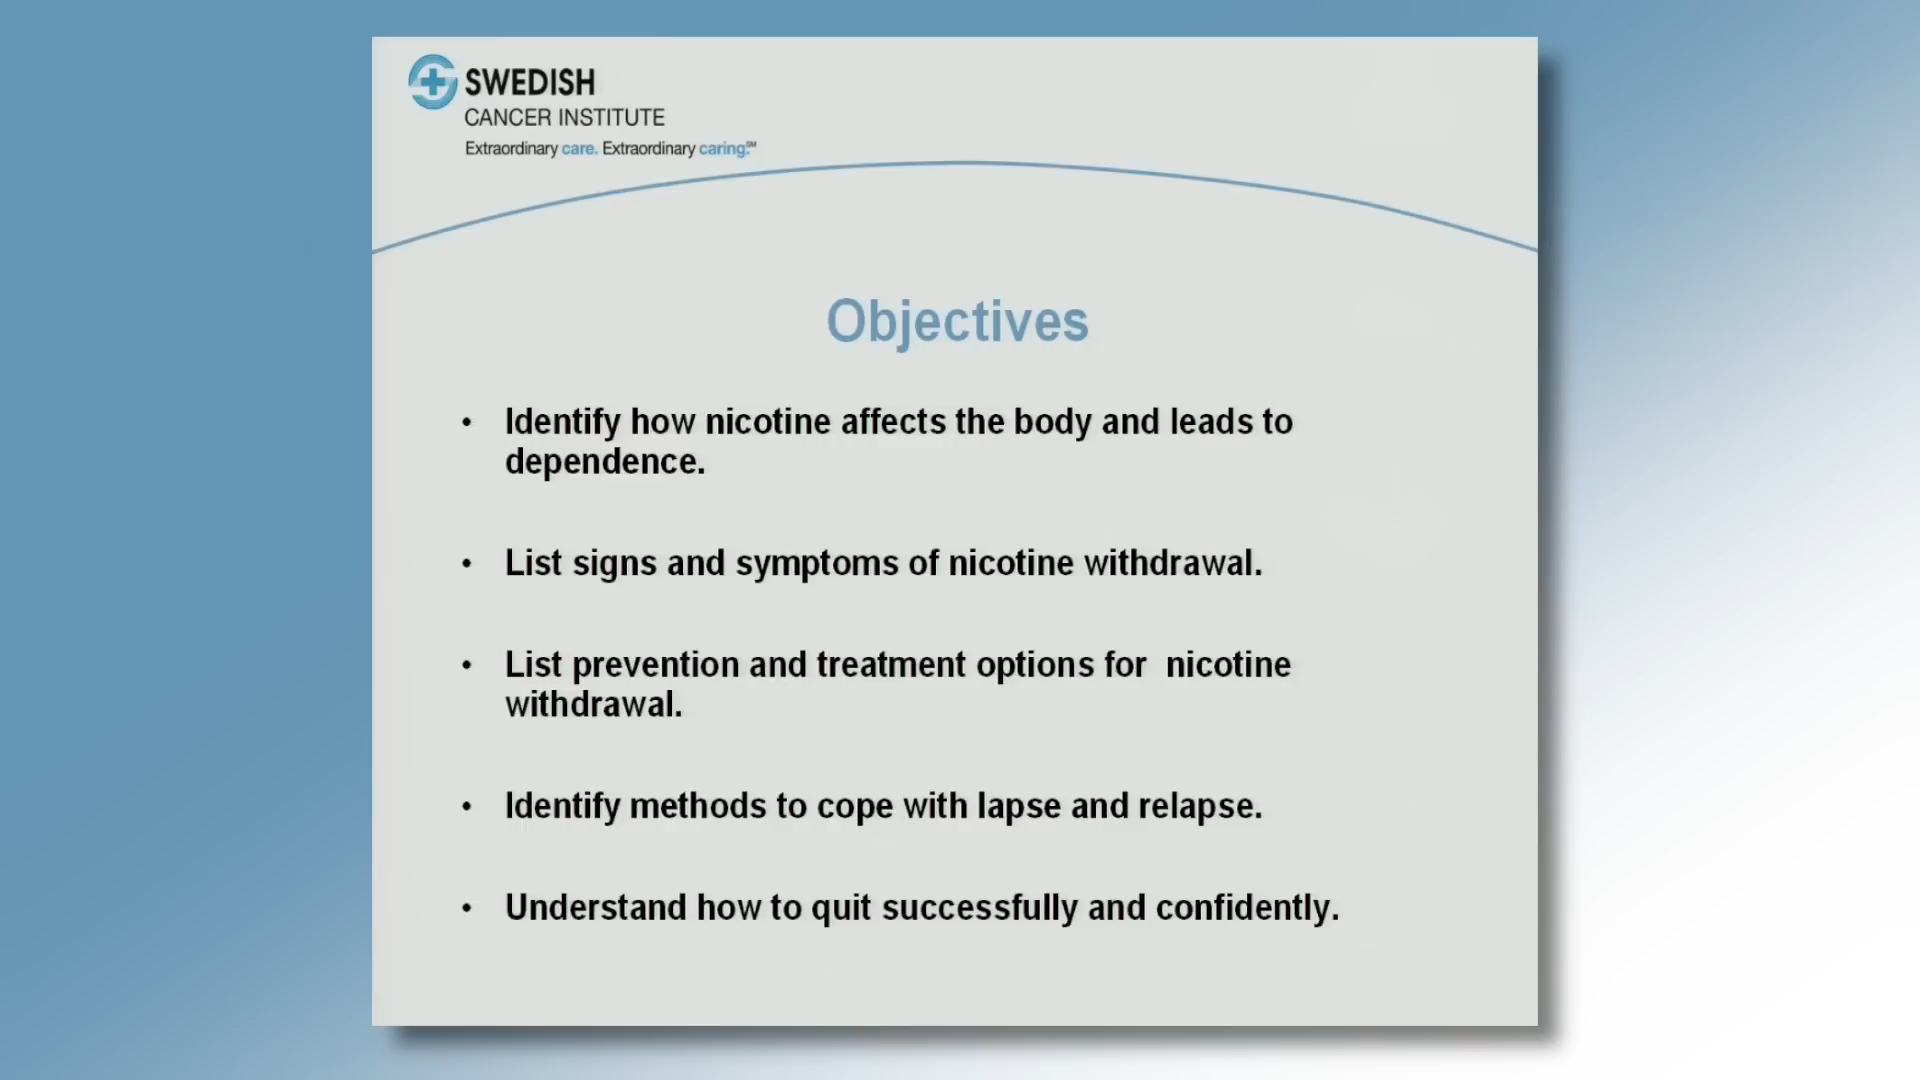 SWEDISH
CANCER INSTITUTE
Extraordinary care. Extraordinary caring.℠
Objectives
• Identify how nicotine affects the body and leads to
dependence.
• List signs and symptoms of nicotine withdrawal.
• List prevention and treatment options for  nicotine
withdrawal.
• Identify methods to cope with lapse and relapse.
• Understand how to quit successfully and confidently.